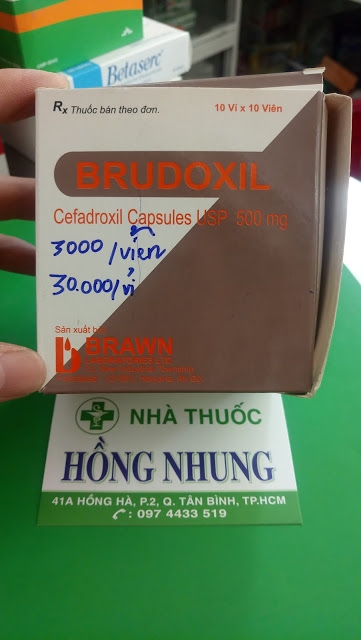 Betaserc
Rx Thuốc bán theo đơn.
10 Vỉ x 10 Viên
BRUDOXIL
Cefadroxil Capsules USP 500 mg
3000/viên
30.000/vỉ
Sản xuất bởi
BRAWN
LABORATORIES LTD
NHÀ THUỐC
HỒNG NHUNG
41A HỒNG HÀ, P.2, Q. TÂN BÌNH, TP.HCM
: 097 4433 519